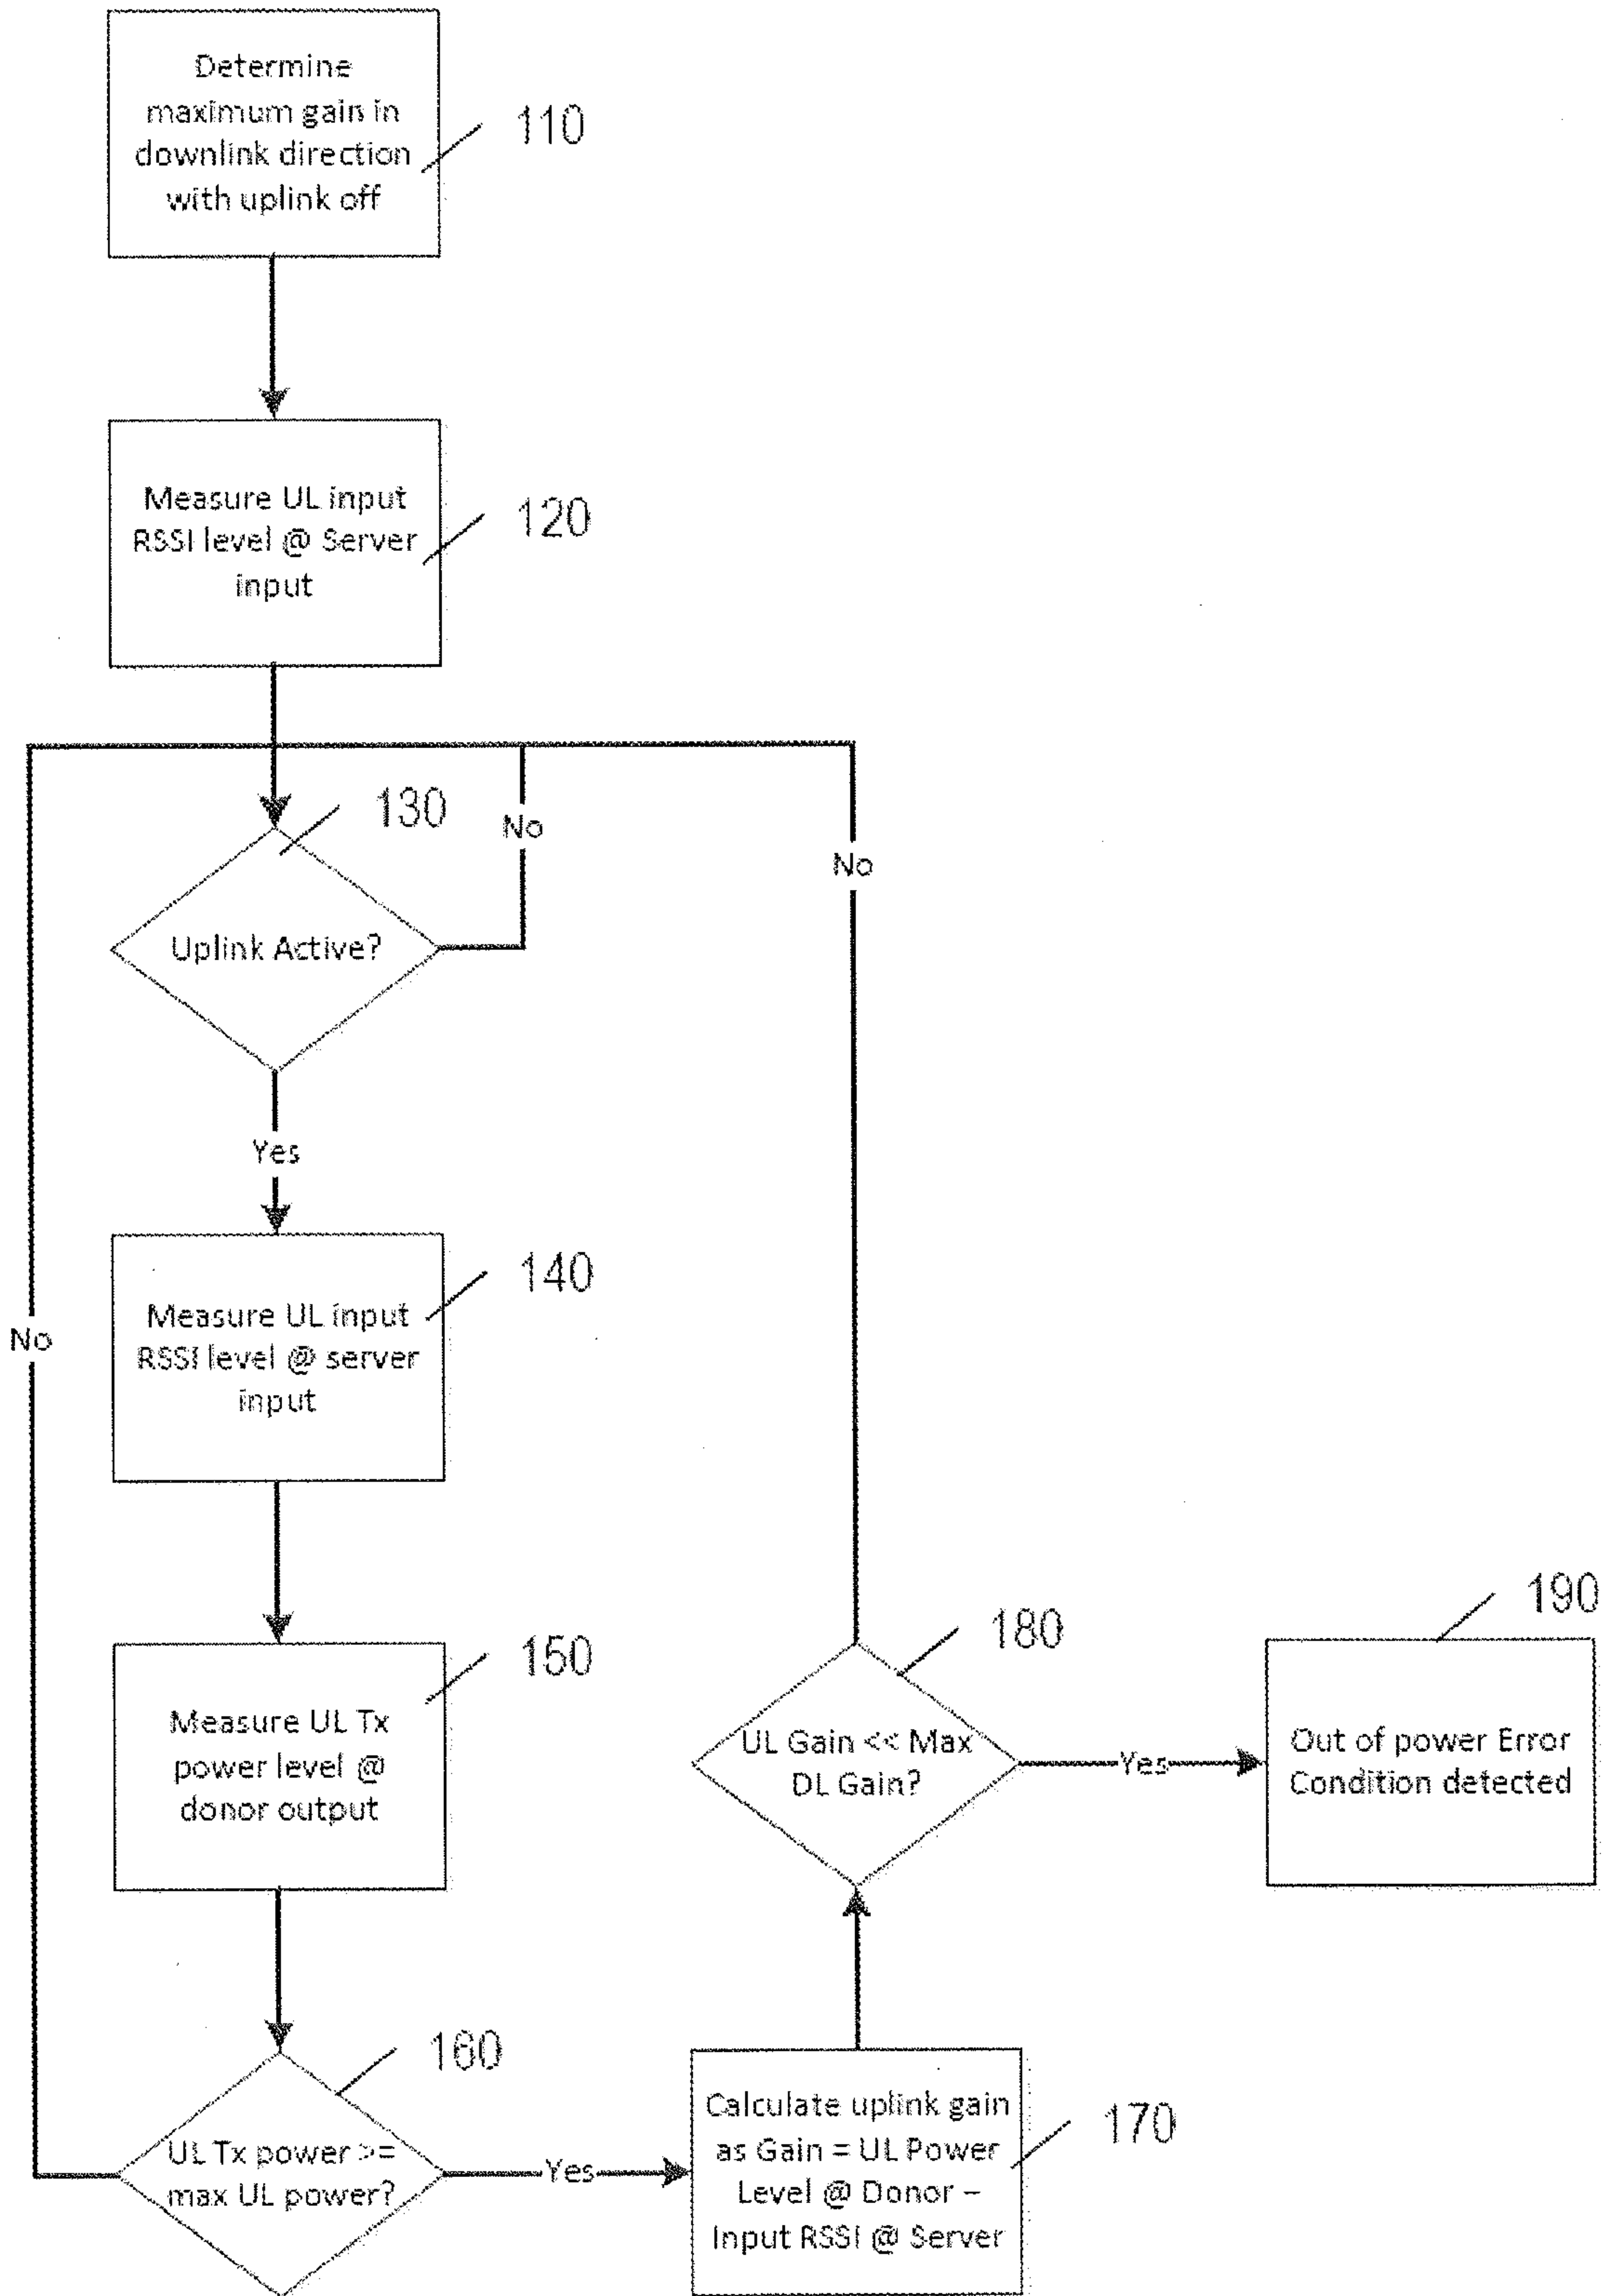 Determine
maximum gain in
downlink direction
with uplink off
110
Measure UL input
RSSI level @ Server
input
120
130
No
No
Uplink Active?
Yes
140
Measure UL input
RSSI level @ server
input
No
150
Measure UL Tx
power level @
donor output
180
UL Gain << Max
DL Gain?
Yes
190
Out of power Error
Condition detected
160
UL Tx power >=
max UL power?
Yes
Calculate uplink gain
as Gain = UL Power
Level @ Donor –
Input RSSI @ Server
170